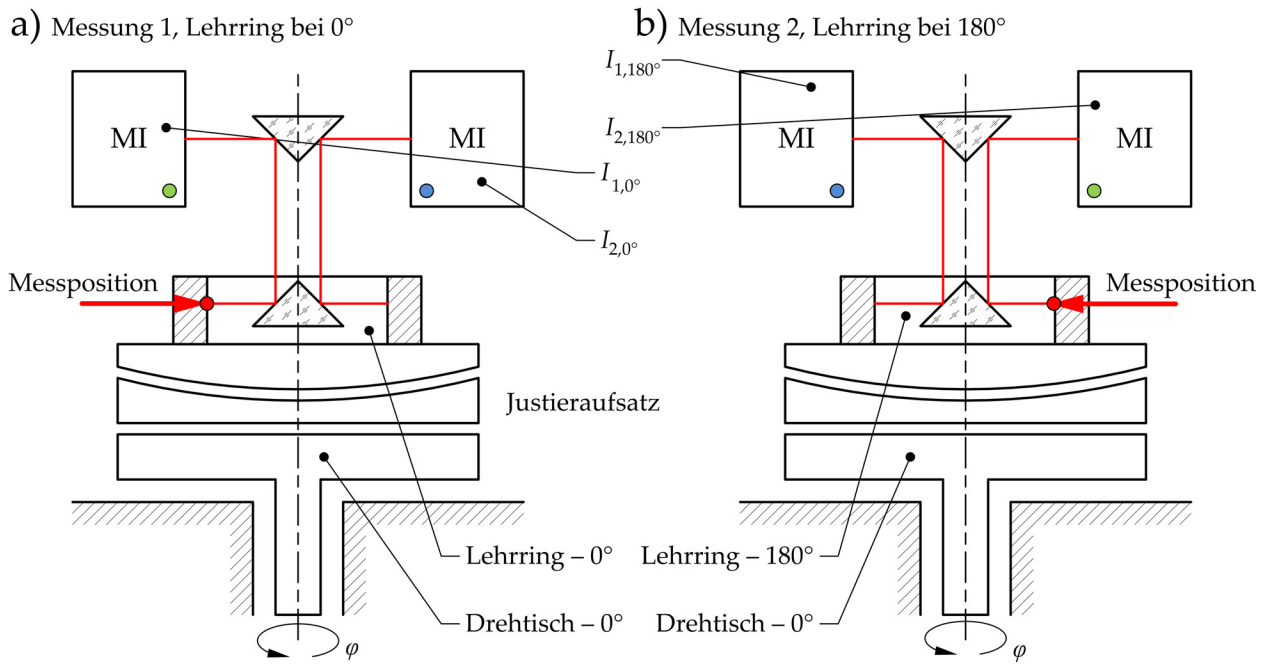 a) Messung 1, Lehrring bei 0°
MI
MI
I1,0°
I2,0°
Messposition
Lehrring – 0°
Drehtisch – 0°
φ
Justieraufsatz
b) Messung 2, Lehrring bei 180°
I1,180°
I2,180°
MI
MI
Messposition
Lehrring – 180°
Drehtisch – 0°
φ